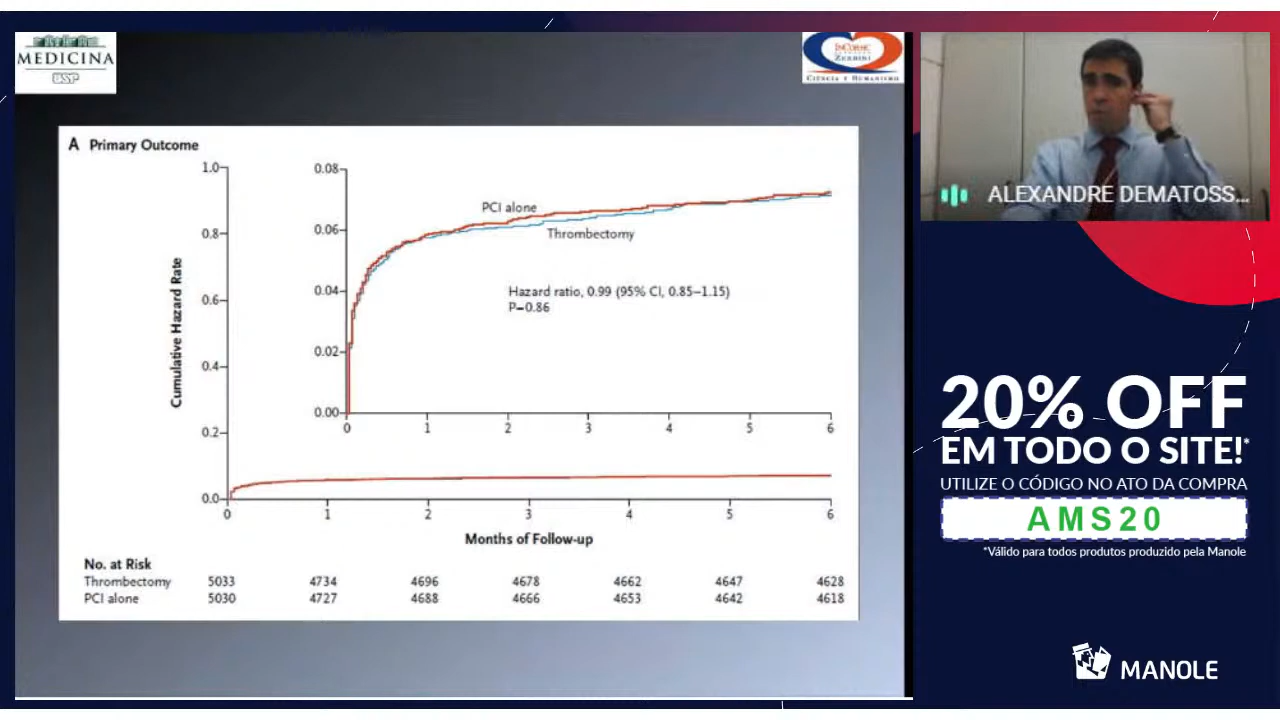 MEDICINA
USP
INCOR·HC
ZERBINI
CIÊNCIA E HUMANISMO
A Primary Outcome
Cumulative Hazard Rate
1.0
0.8
0.6
0.4
0.2
0.0
0 1 2 3 4 5 6
0.08
0.06
0.04
0.02
0.00
0 1 2 3 4 5 6
PCI alone
Thrombectomy
Hazard ratio, 0.99 (95% CI, 0.85–1.15)
P=0.86
Months of Follow-up
No. at Risk
Thrombectomy 5033 4734 4696 4678 4662 4647 4628
PCI alone 5030 4727 4688 4666 4653 4642 4618
ALEXANDRE DEMATOSS...
20% OFF
EM TODO O SITE!*
UTILIZE O CÓDIGO NO ATO DA COMPRA
AMS20
*Válido para todos produtos produzido pela Manole
MANOLE